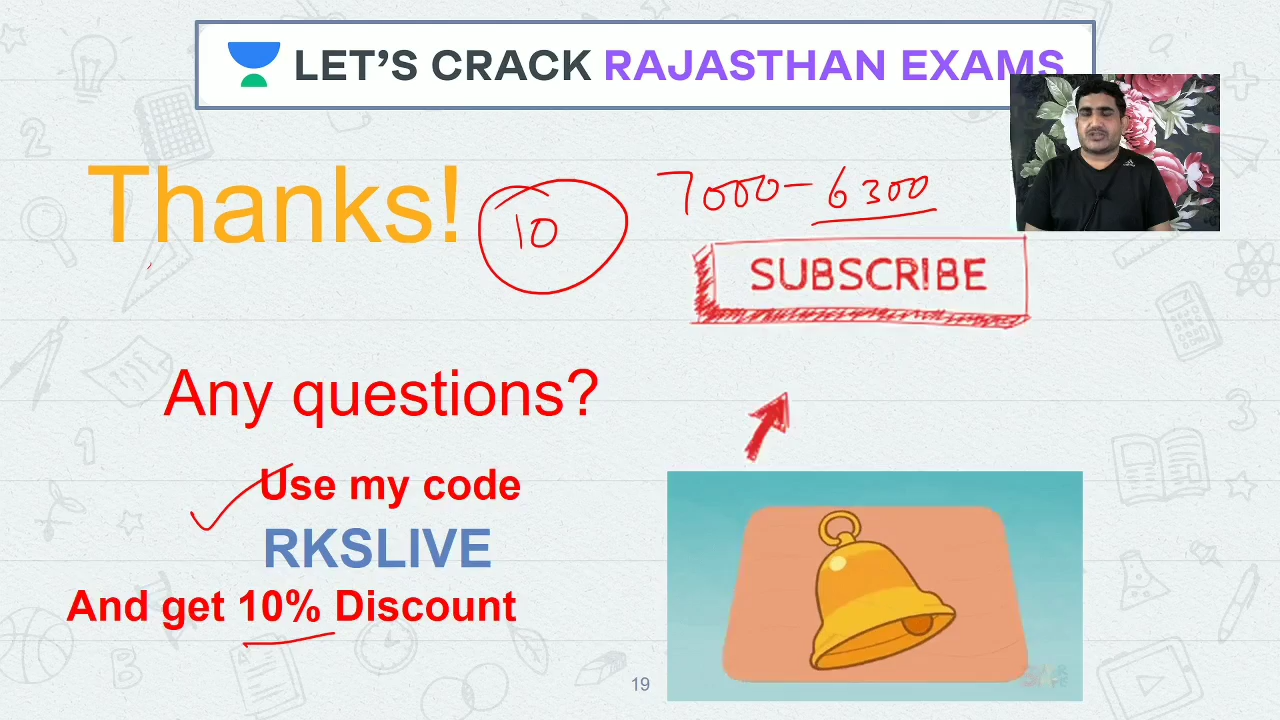 LET'S CRACK RAJASTHAN EXAMS
Thanks!
10
7000-6300
SUBSCRIBE
Any questions?
Use my code
RKSLIVE
And get 10% Discount
19